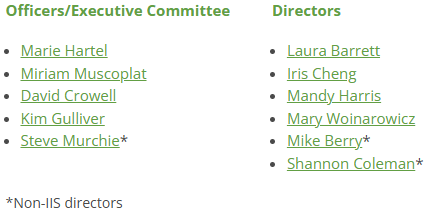 Officers/Executive Committee
Marie Hartel
Miriam Muscoplat
David Crowell
Kim Gulliver
Steve Murchie*
Directors
Laura Barrett
Iris Cheng
Mandy Harris
Mary Woinarowicz
Mike Berry*
Shannon Coleman*
*Non-IIS directors